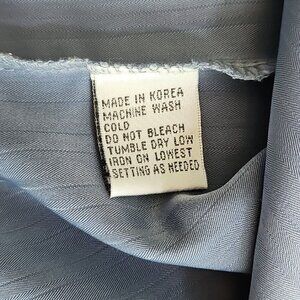 MADE IN KOREA
MACHINE WASH
COLD
DO NOT BLEACH
TUMBLE DRY LOW
IRON ON LOWEST
SETTING AS NEEDED